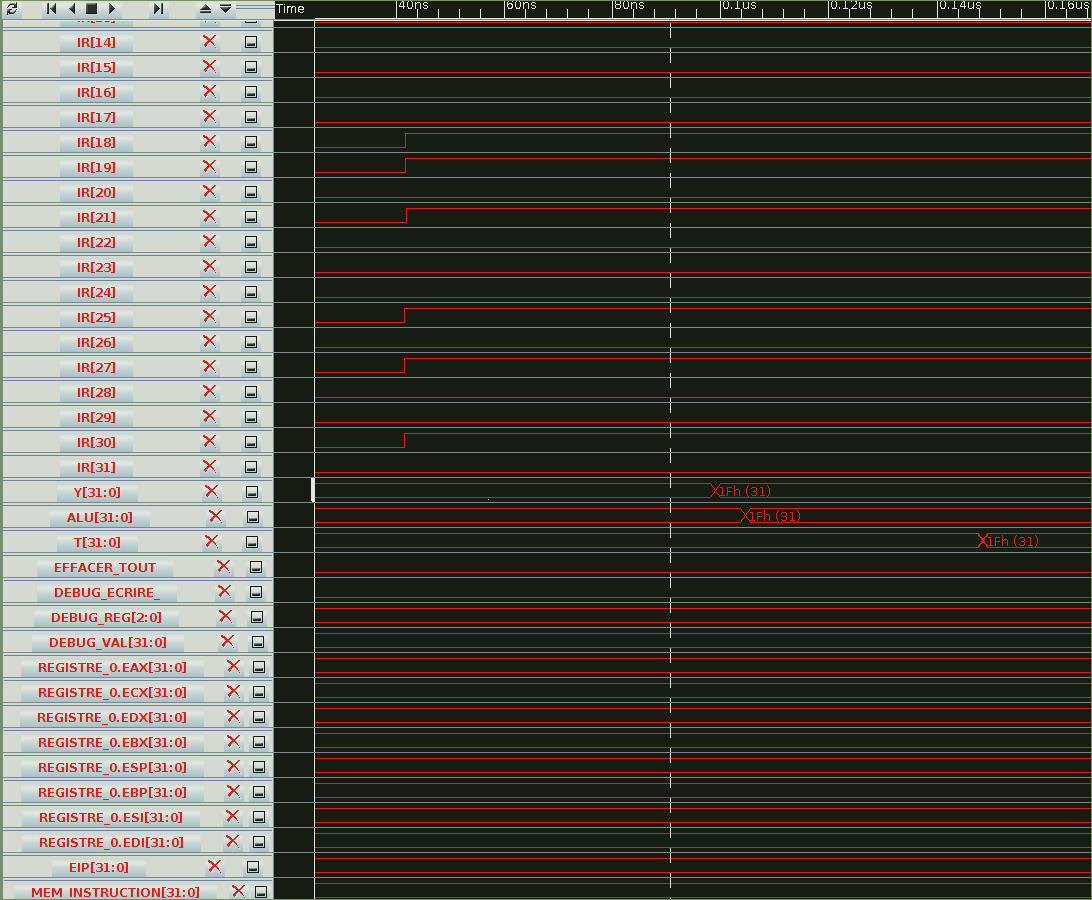 Time 40ns 60ns 80ns 0.1us 0.12us 0.14us 0.16us
IR[14]
IR[15]
IR[16]
IR[17]
IR[18]
IR[19]
IR[20]
IR[21]
IR[22]
IR[23]
IR[24]
IR[25]
IR[26]
IR[27]
IR[28]
IR[29]
IR[30]
IR[31]
Y[31:0] 1Fh (31)
ALU[31:0] 1Fh (31)
T[31:0] 1Fh (31)
EFFACER_TOUT
DEBUG_ECRIRE_
DEBUG_REG[2:0]
DEBUG_VAL[31:0]
REGISTRE_0.EAX[31:0]
REGISTRE_0.ECX[31:0]
REGISTRE_0.EDX[31:0]
REGISTRE_0.EBX[31:0]
REGISTRE_0.ESP[31:0]
REGISTRE_0.EBP[31:0]
REGISTRE_0.ESI[31:0]
REGISTRE_0.EDI[31:0]
EIP[31:0]
MEM_INSTRUCTION[31:0]